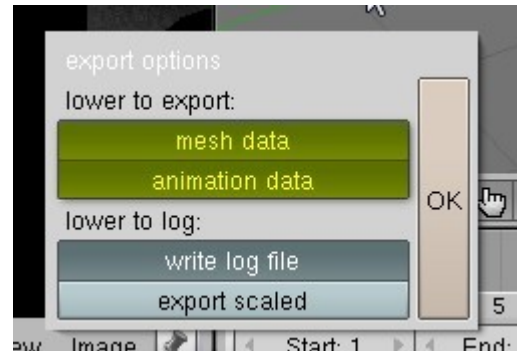 export options
lower to export:
mesh data
animation data
OK
lower to log:
write log file
export scaled
5
Image
Start: 1
End: